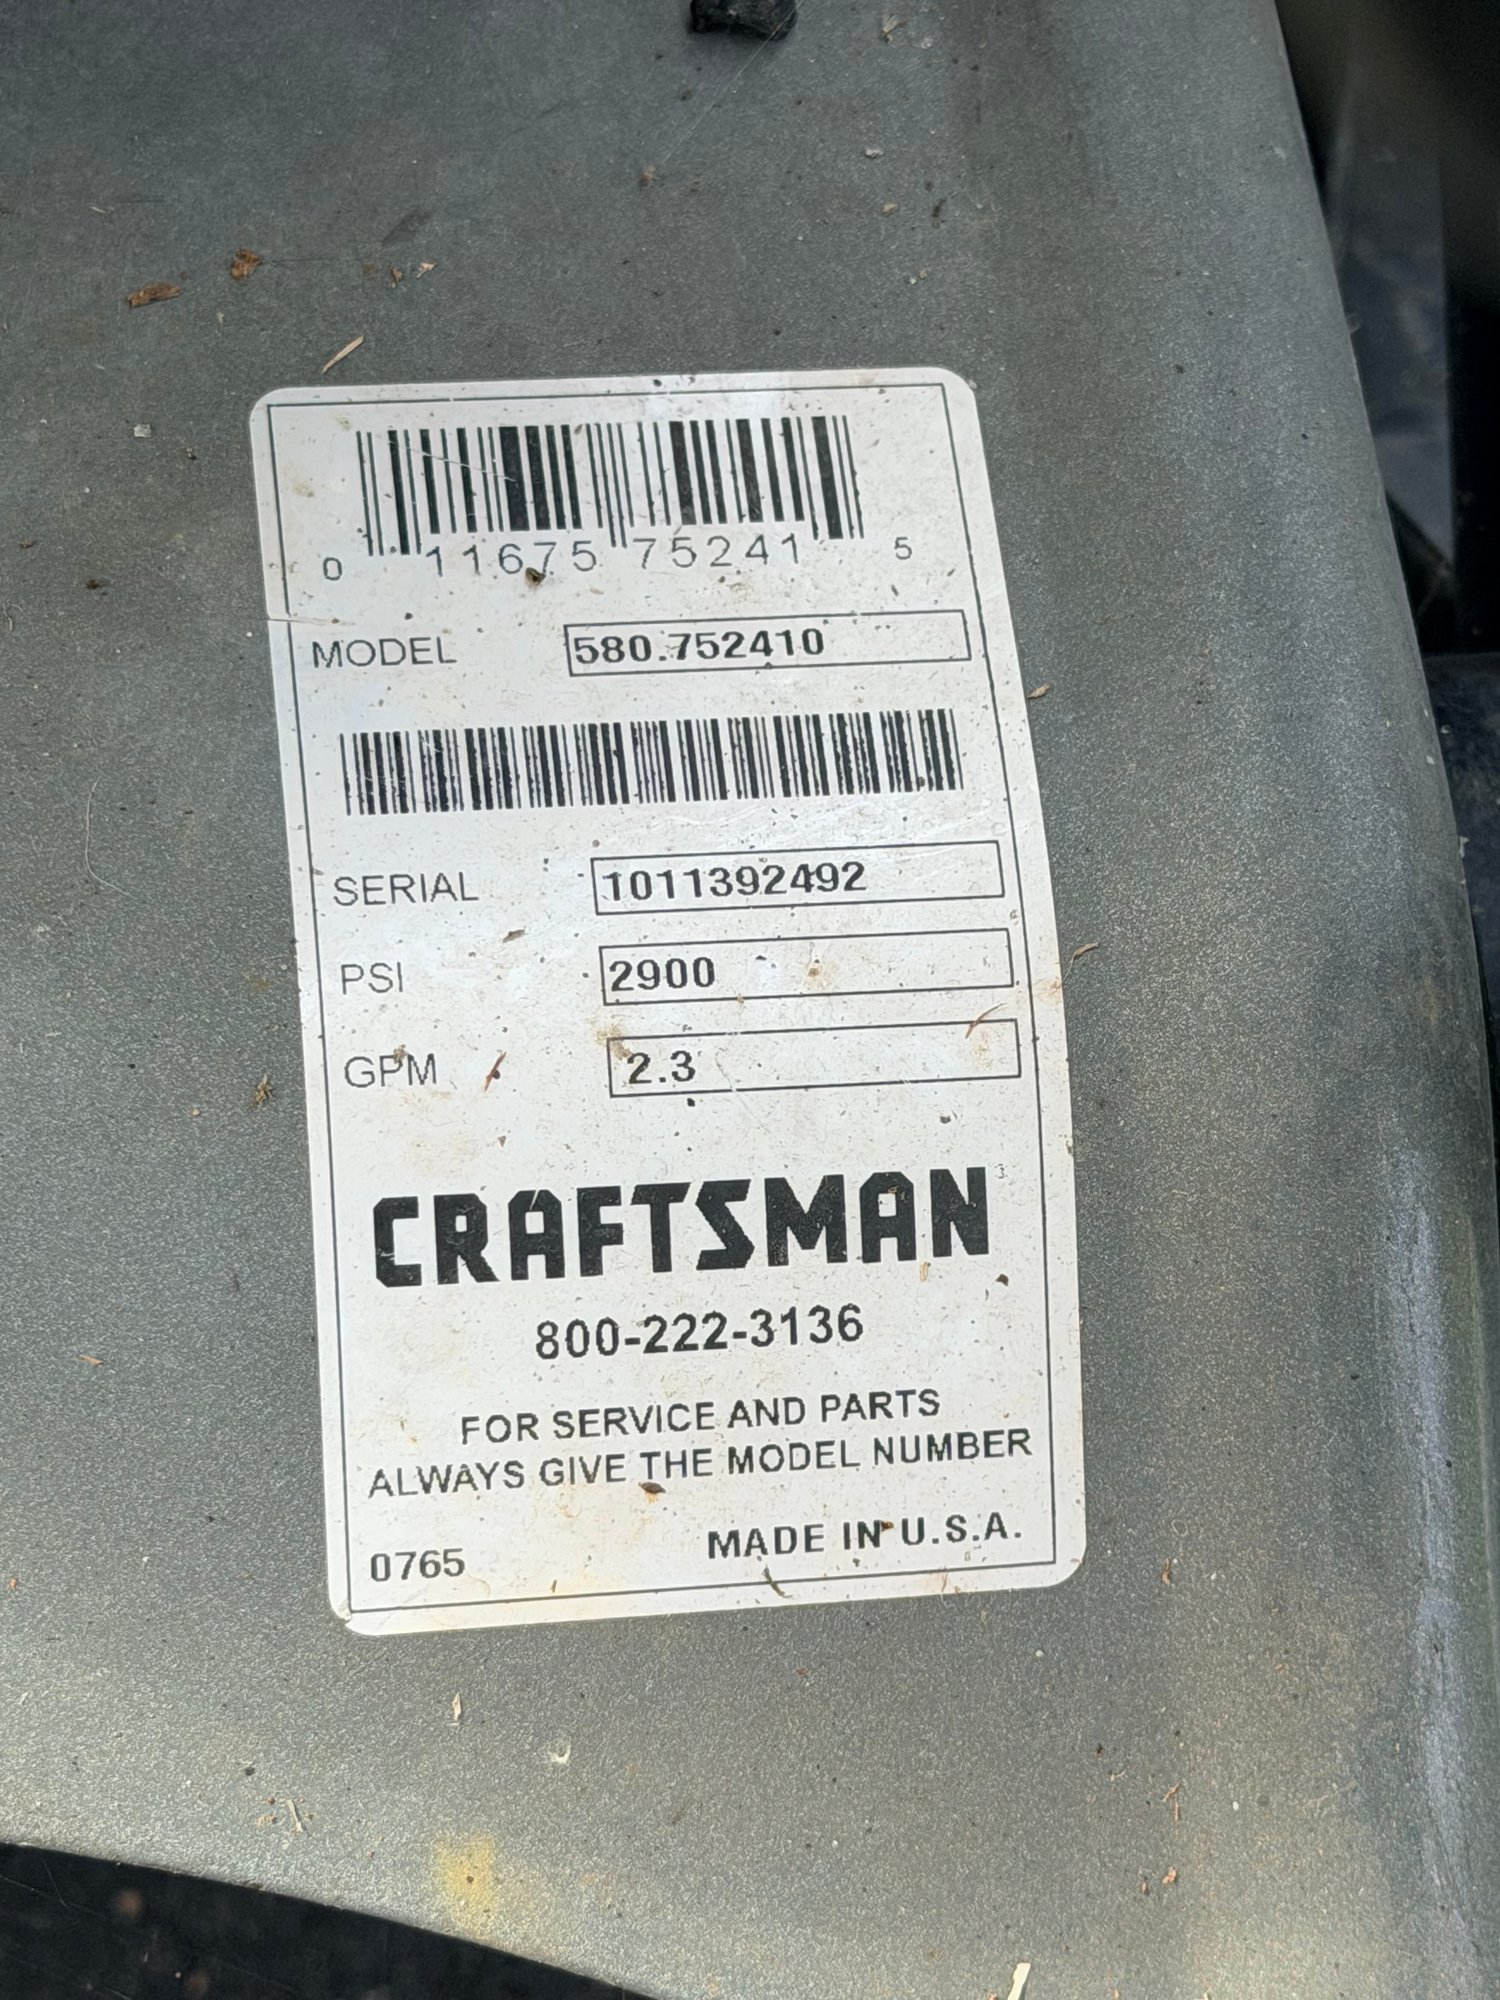 0 11675 75241 5
MODEL 580.752410
SERIAL 1011392492
PSI 2900
GPM 2.3
CRAFTSMAN
800-222-3136
FOR SERVICE AND PARTS
ALWAYS GIVE THE MODEL NUMBER
0765 MADE IN U.S.A.